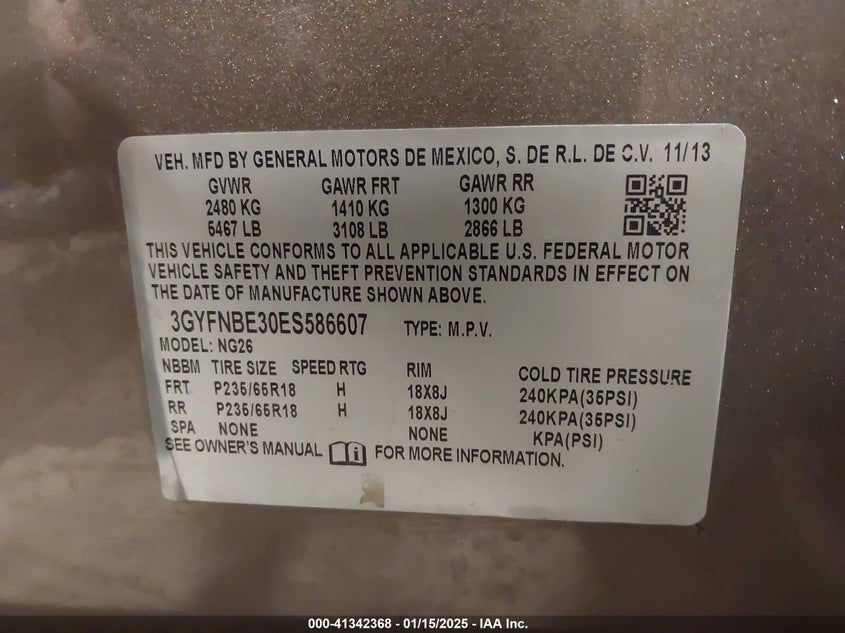 VEH. MFD BY GENERAL MOTORS DE MEXICO, S. DE R.L. DE C.V. 11/13
GVWR GAWR FRT GAWR RR
2480 KG 1410 KG 1300 KG
5467 LB 3108 LB 2866 LB
THIS VEHICLE CONFORMS TO ALL APPLICABLE U.S. FEDERAL MOTOR
VEHICLE SAFETY AND THEFT PREVENTION STANDARDS IN EFFECT ON
THE DATE OF MANUFACTURE SHOWN ABOVE.
3GYFNBE30ES586607 TYPE: M.P.V.
MODEL: NG26
NBBM TIRE SIZE SPEED RTG RIM COLD TIRE PRESSURE
FRT P235/65R18 H 18X8J 240KPA(35PSI)
RR P235/65R18 H 18X8J 240KPA(35PSI)
SPA NONE NONE KPA(PSI)
SEE OWNER'S MANUAL i FOR MORE INFORMATION.
000-41342368 - 01/15/2025 - IAA Inc.